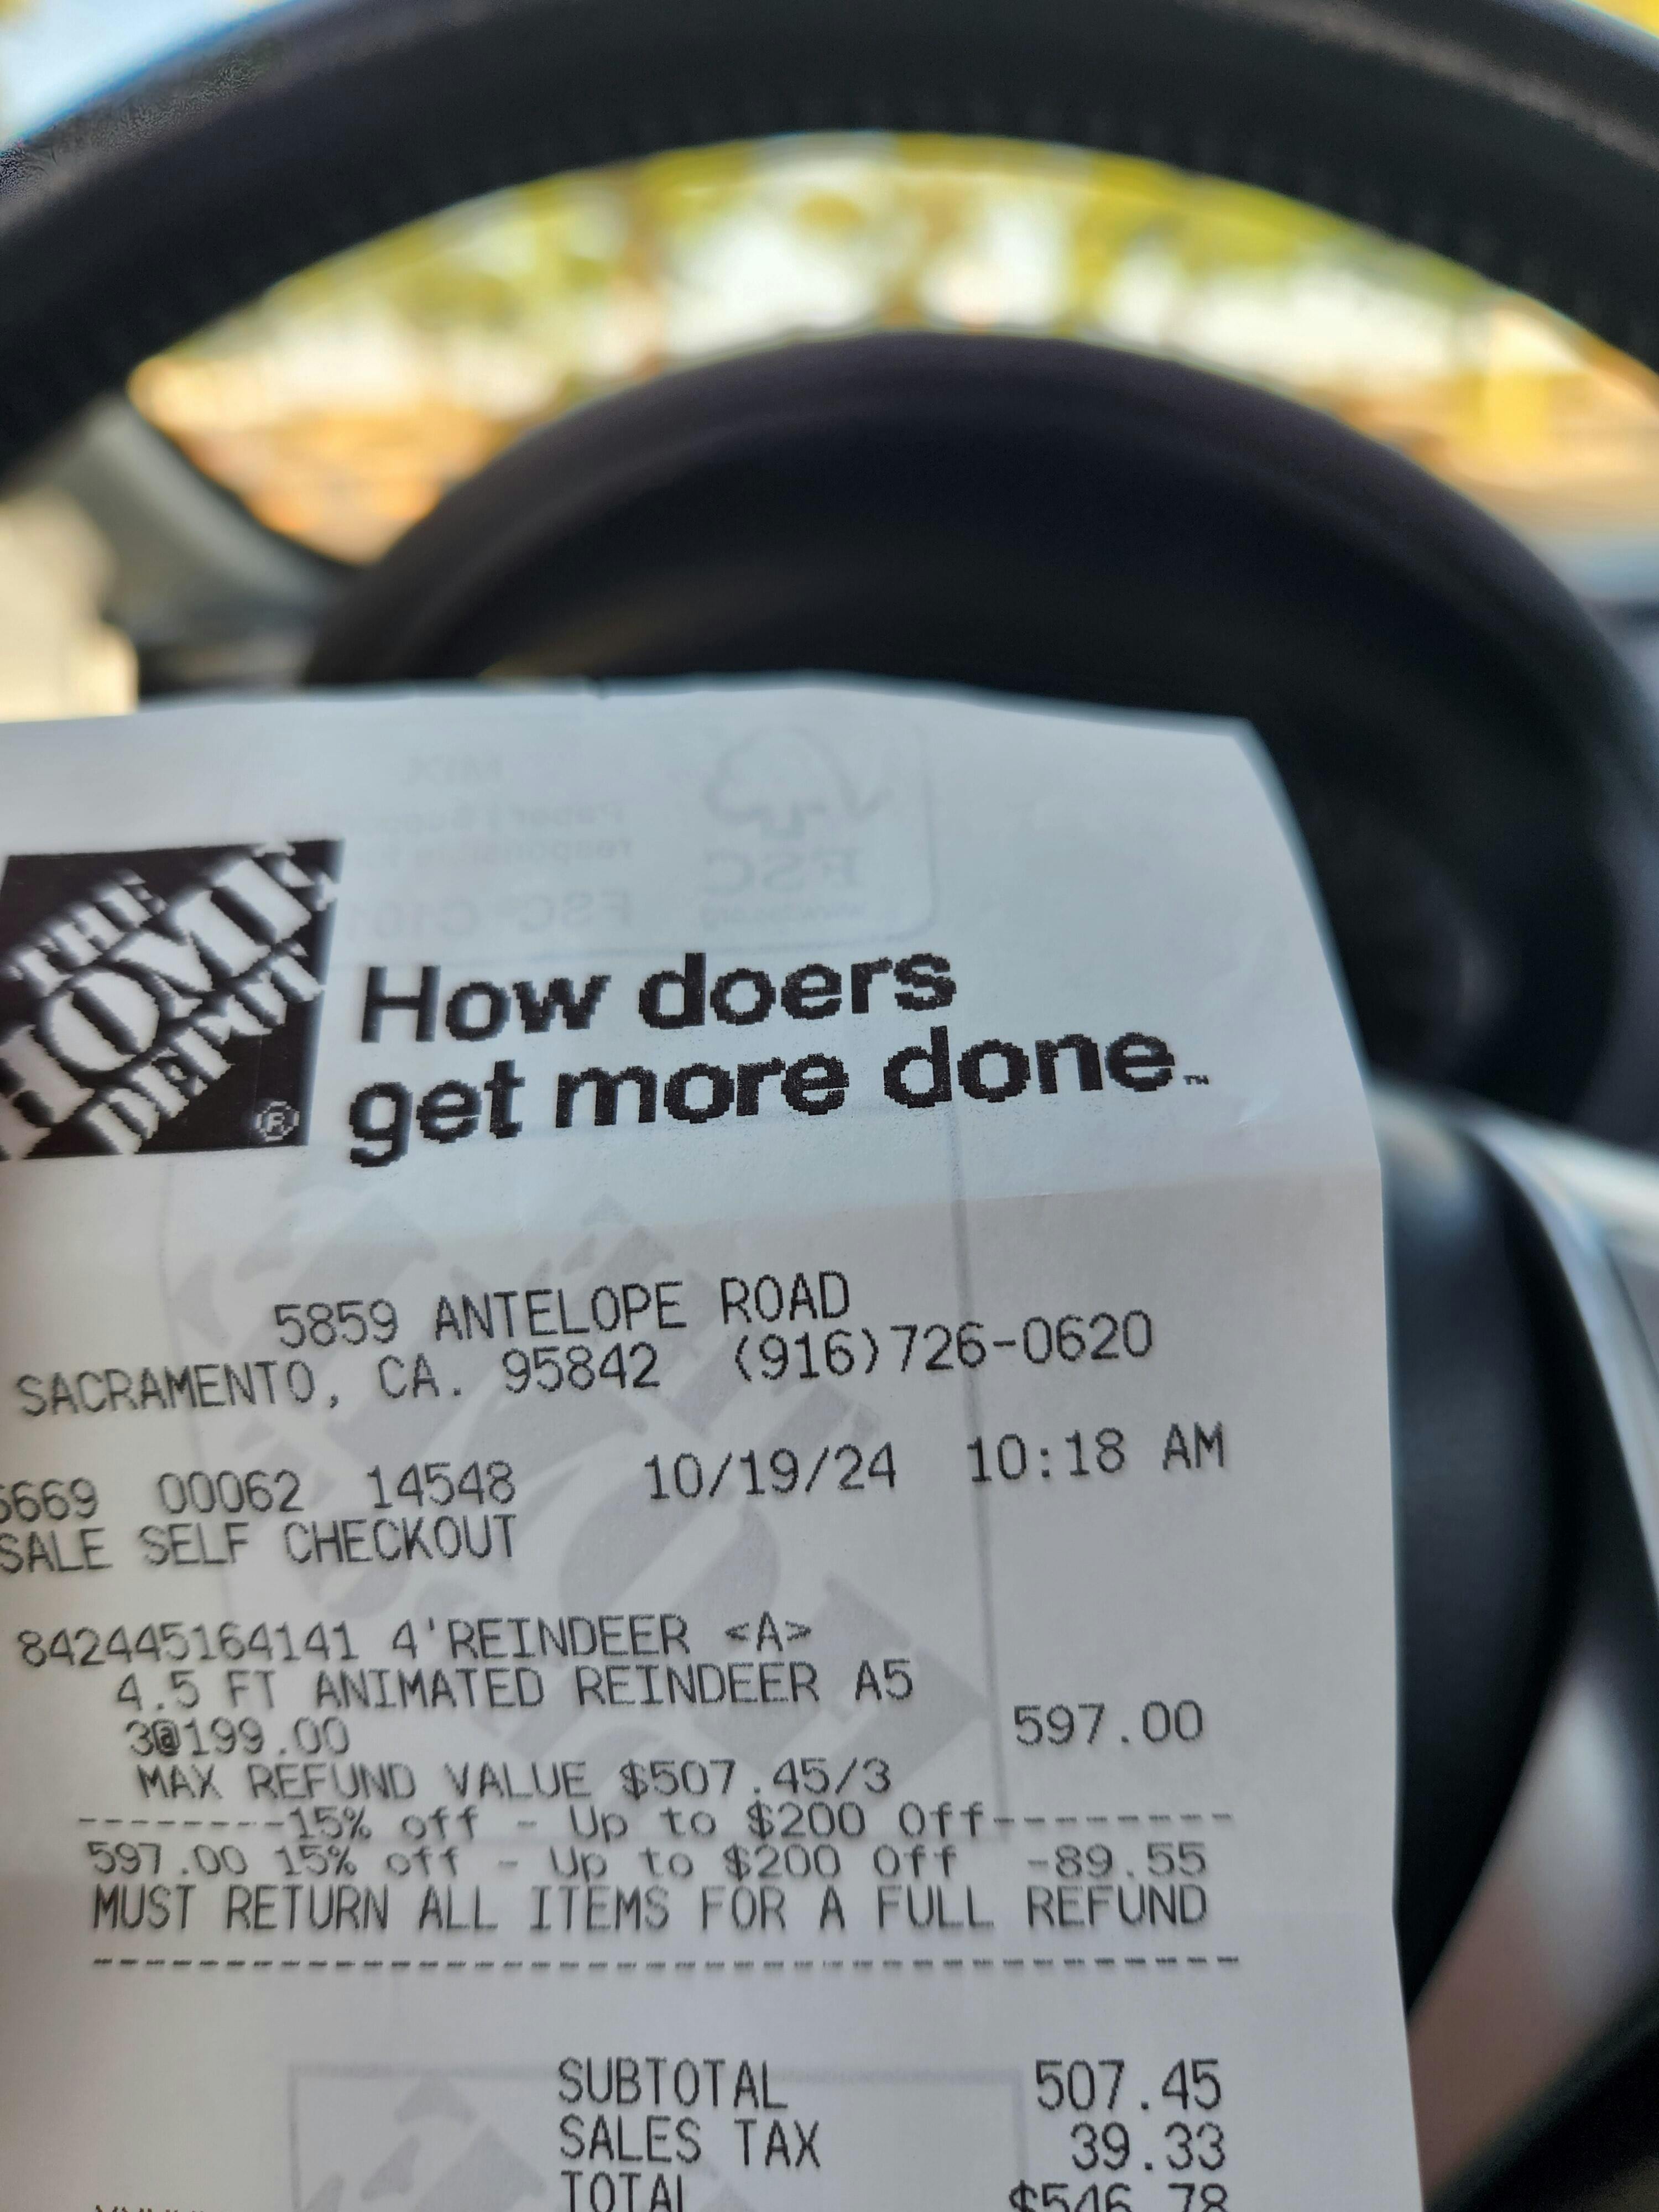 THE
HOME
DEPOT
®
How doers
get more done.™
5859 ANTELOPE ROAD
SACRAMENTO, CA. 95842 (916)726-0620
6669 00062 14548 10/19/24 10:18 AM
SALE SELF CHECKOUT
842445164141 4'REINDEER <A>
4.5 FT ANIMATED REINDEER A5
3@199.00 597.00
MAX REFUND VALUE $507.45/3
--------15% off - Up to $200 Off--------
597.00 15% off - Up to $200 Off -89.55
MUST RETURN ALL ITEMS FOR A FULL REFUND
SUBTOTAL 507.45
SALES TAX 39.33
TOTAL $546.78